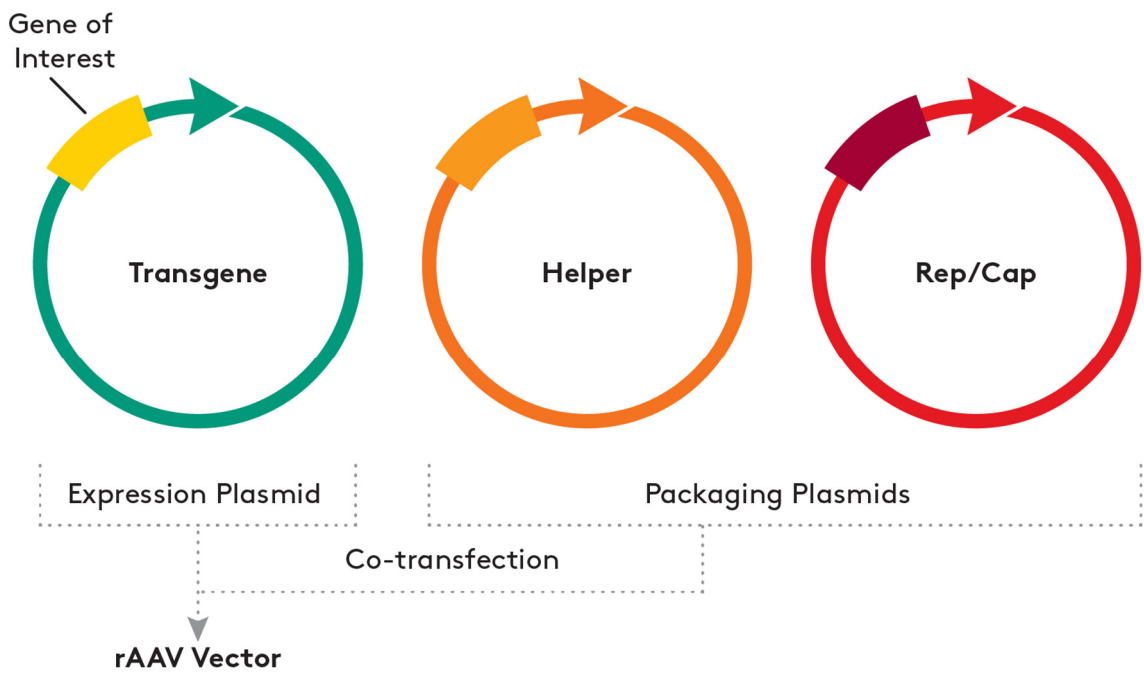 Gene of
Interest
Transgene
Helper
Rep/Cap
Expression Plasmid
Packaging Plasmids
Co-transfection
rAAV Vector